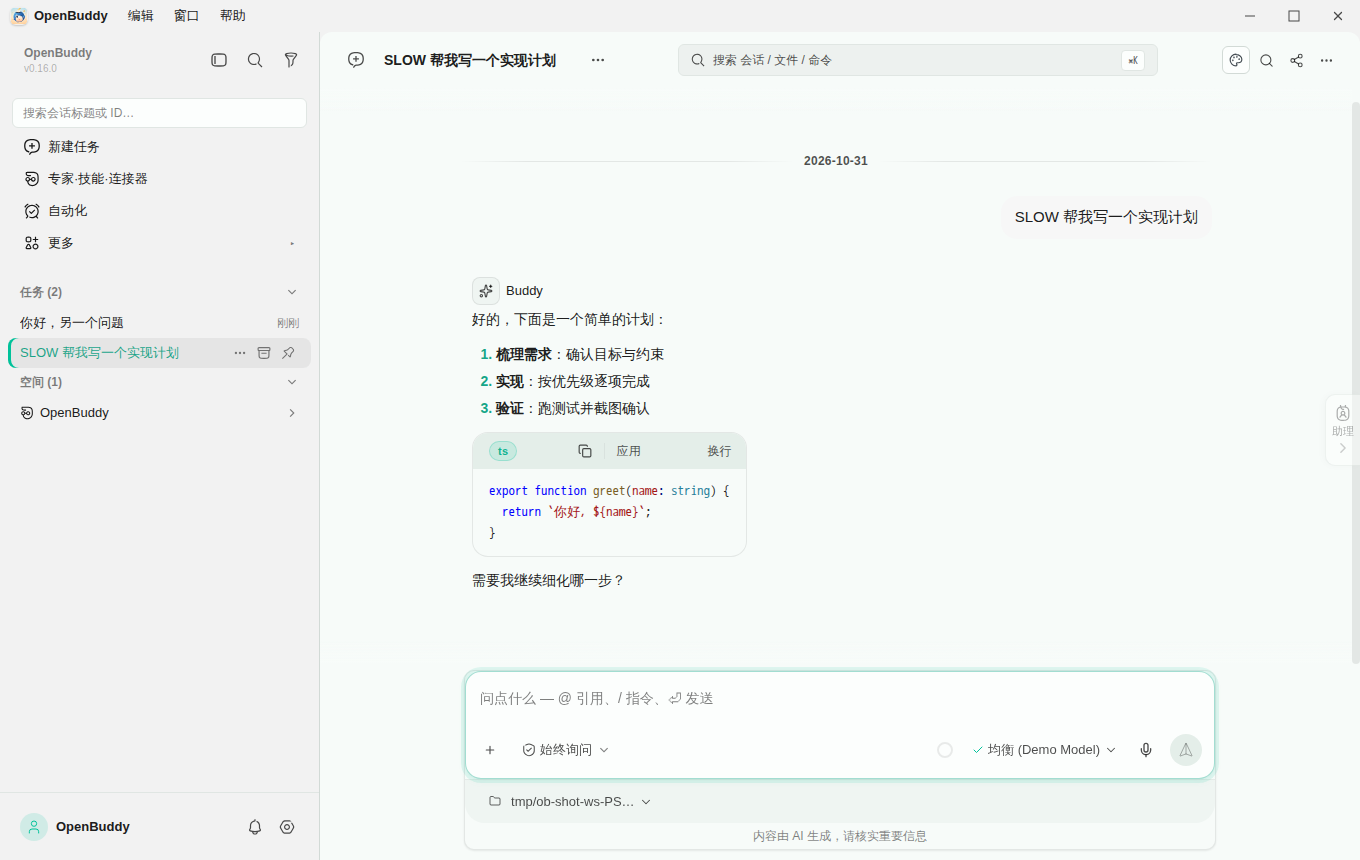 OpenBuddy 编辑 窗口 帮助
OpenBuddy
v0.16.0
搜索会话标题或 ID…
新建任务
专家·技能·连接器
自动化
更多
任务 (2)
你好，另一个问题 刚刚
SLOW 帮我写一个实现计划
空间 (1)
OpenBuddy
OpenBuddy
SLOW 帮我写一个实现计划
搜索 会话 / 文件 / 命令 ⌘K
2026-10-31
SLOW 帮我写一个实现计划
Buddy
好的，下面是一个简单的计划：
1. 梳理需求：确认目标与约束
2. 实现：按优先级逐项完成
3. 验证：跑测试并截图确认
ts 应用 换行
export function greet(name: string) {
  return `你好, ${name}`;
}
需要我继续细化哪一步？
助理
问点什么 — @ 引用、/ 指令、⏎ 发送
始终询问 均衡 (Demo Model)
tmp/ob-shot-ws-PS…
内容由 AI 生成，请核实重要信息